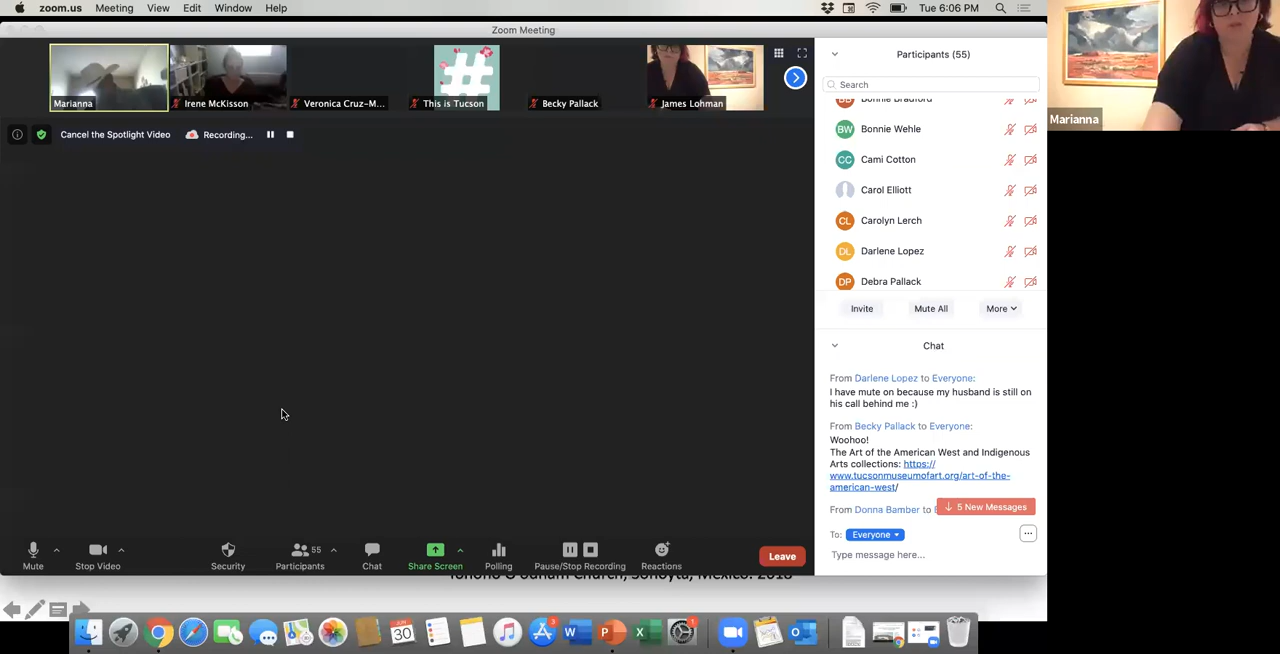 zoom.us Meeting View Edit Window Help Tue 6:06 PM
Zoom Meeting
Marianna
Irene McKisson
Veronica Cruz-M...
This is Tucson
Becky Pallack
James Lohman
Cancel the Spotlight Video Recording...
Participants (55)
Search
Bonnie Bradford
BW Bonnie Wehle
CC Cami Cotton
Carol Elliott
CL Carolyn Lerch
DL Darlene Lopez
DP Debra Pallack
Invite Mute All More
Chat
From Darlene Lopez to Everyone:
I have mute on because my husband is still on
his call behind me :)
From Becky Pallack to Everyone:
Woohoo!
The Art of the American West and Indigenous
Arts collections: https://
www.tucsonmuseumofart.org/art-of-the-
american-west/
From Donna Bamber to
5 New Messages
To: Everyone
Type message here...
Marianna
Mute Stop Video Security Participants 55 Chat Share Screen Polling Pause/Stop Recording Reactions Leave
Tohono O'odham Church, Sonoyta, Mexico. 2018
JUN
30
3
W
P
X
1